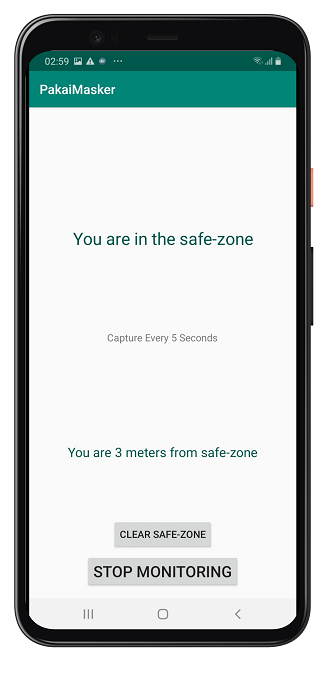 02:59
PakaiMasker
You are in the safe-zone
Capture Every 5 Seconds
You are 3 meters from safe-zone
CLEAR SAFE-ZONE
STOP MONITORING